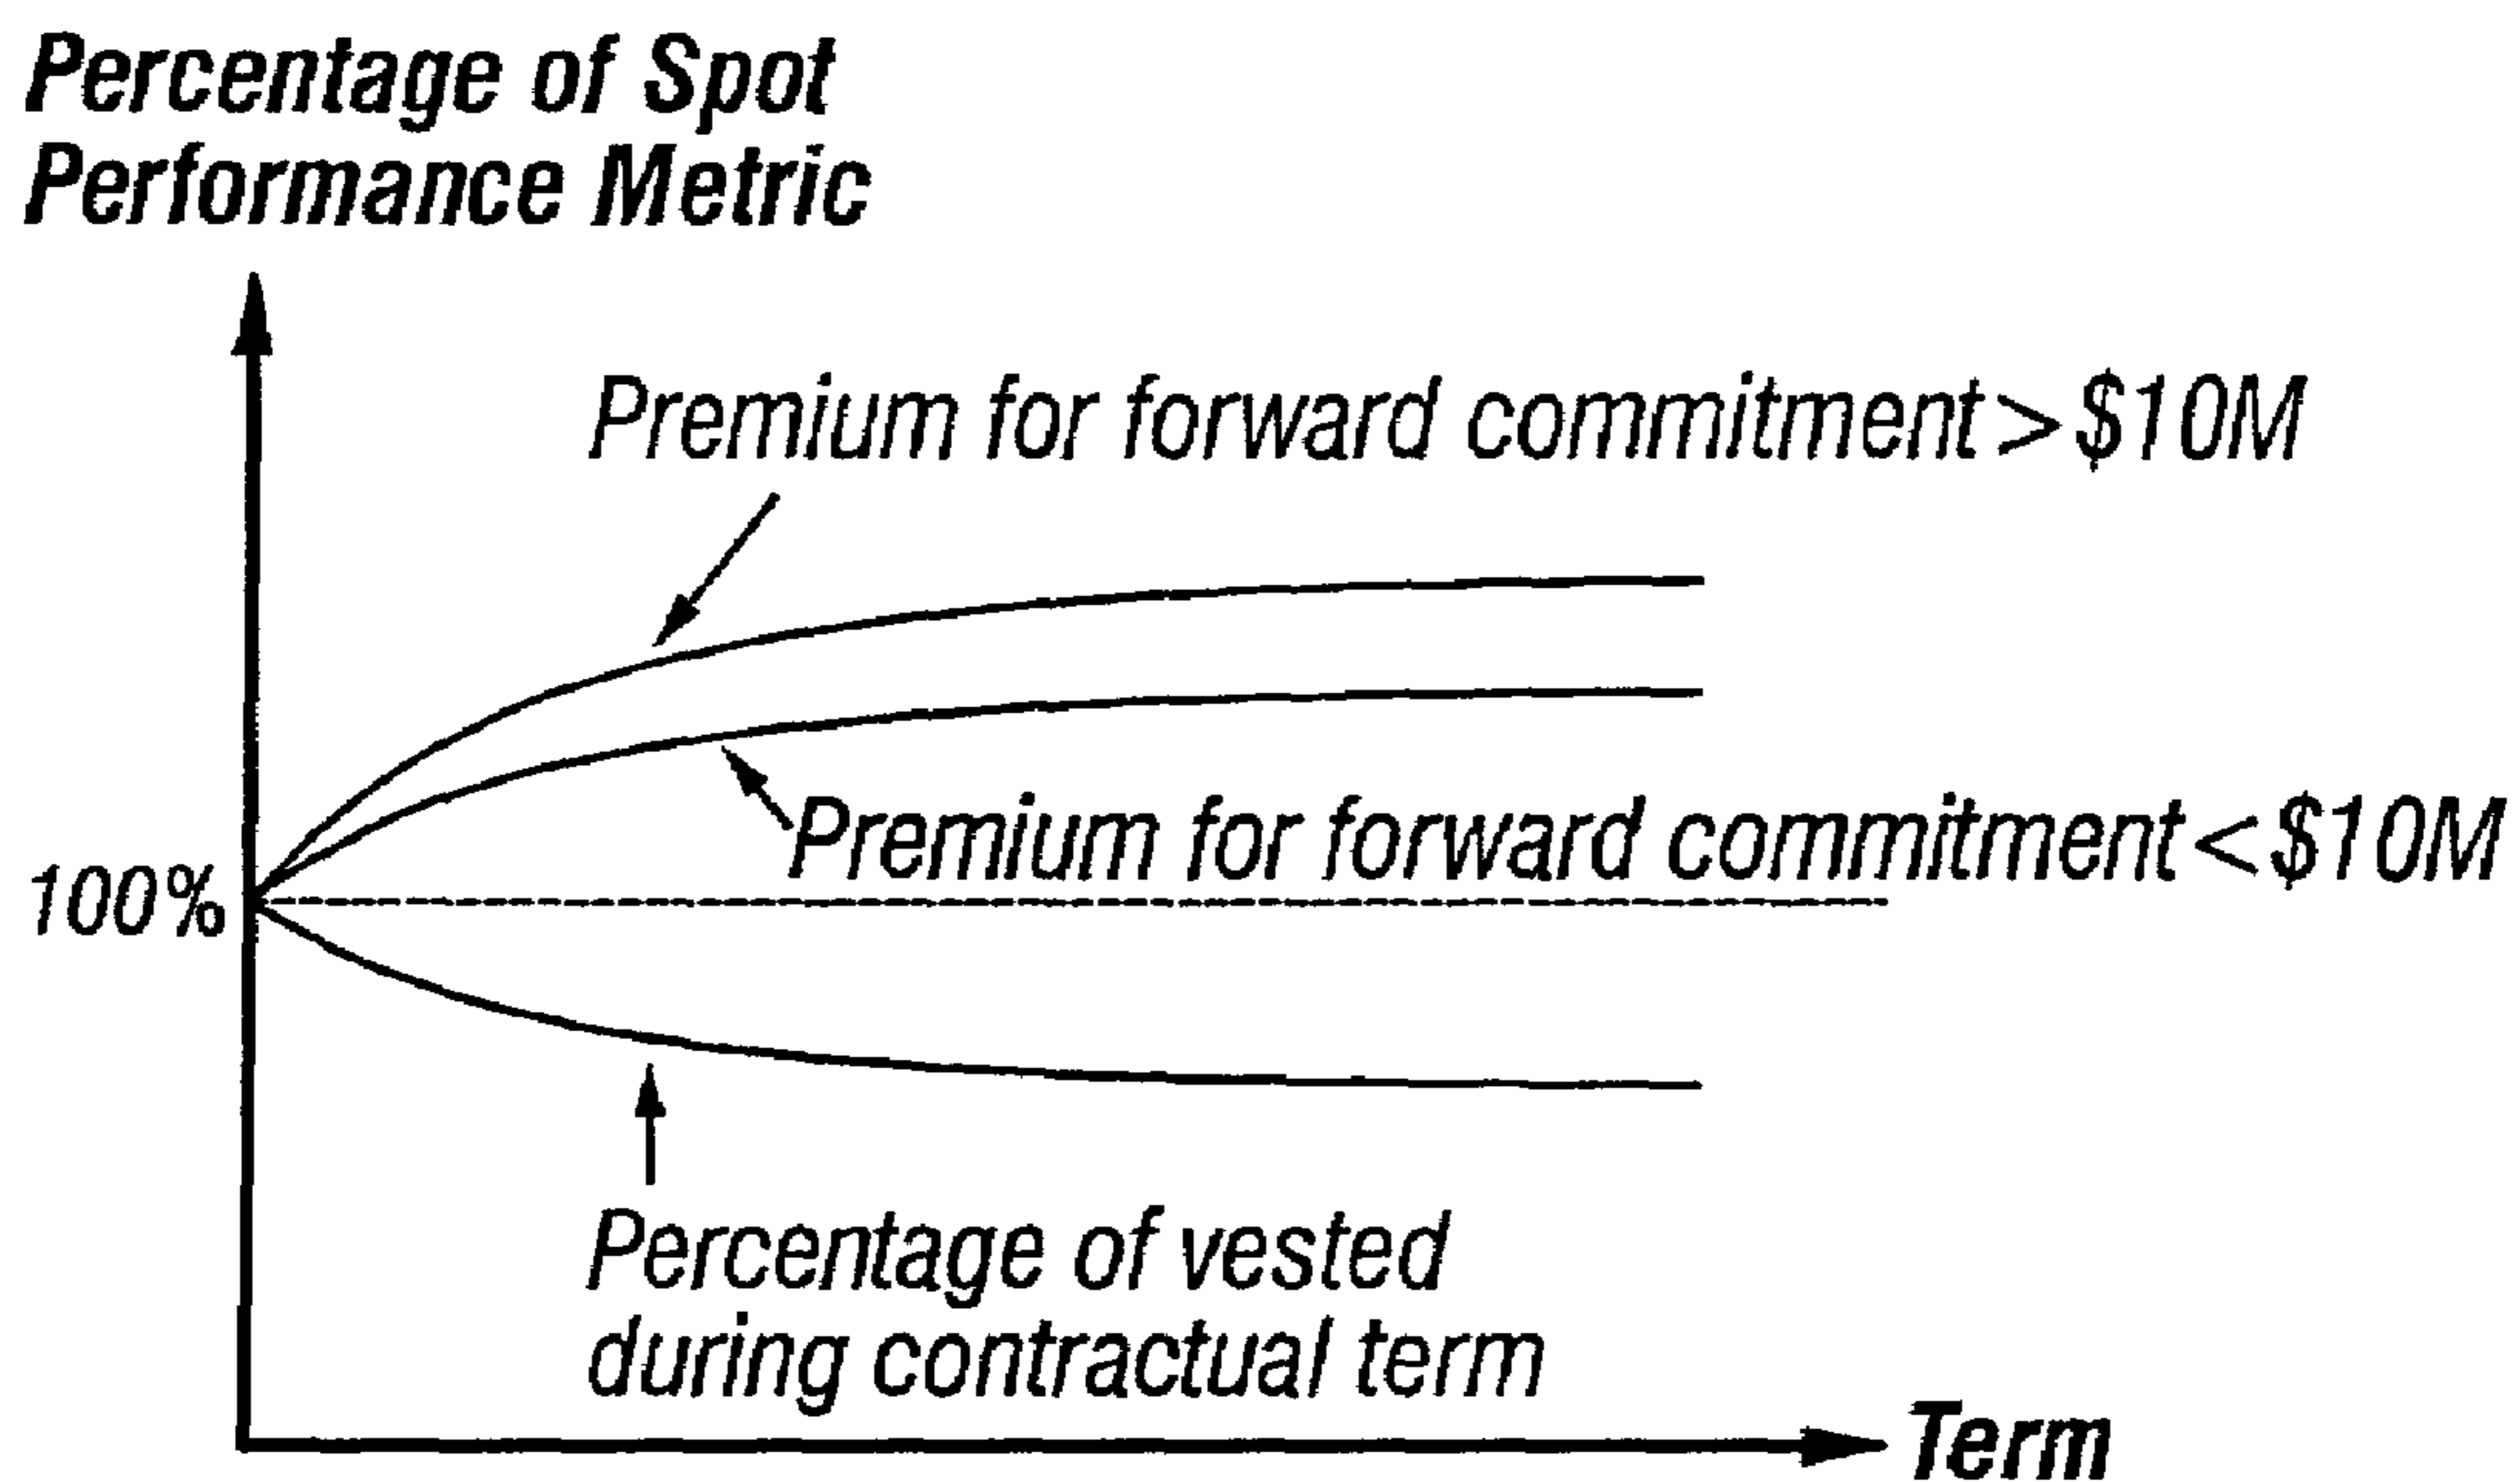 Percentage of Spot
Performance Metric
Premium for forward commitment > $10M
Premium for forward commitment < $10M
100%
Percentage of vested
during contractual term
Term